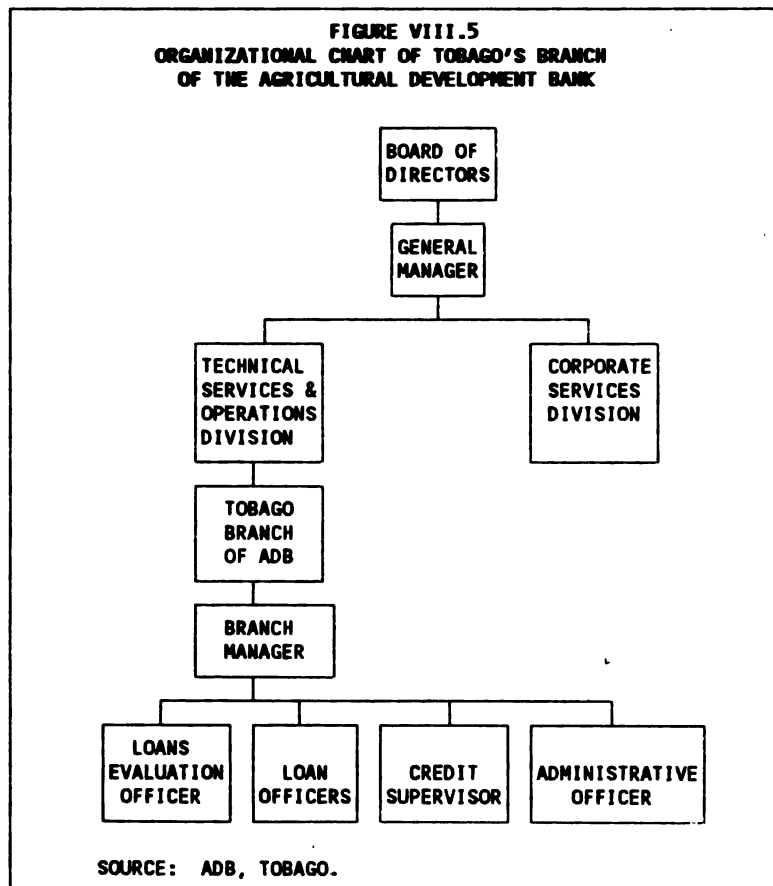 FIGURE VIII.5
ORGANIZATIONAL CHART OF TOBAGO'S BRANCH
OF THE AGRICULTURAL DEVELOPMENT BANK
BOARD OF
DIRECTORS
GENERAL
MANAGER
TECHNICAL
SERVICES &
OPERATIONS
DIVISION
CORPORATE
SERVICES
DIVISION
TOBAGO
BRANCH
OF ADB
BRANCH
MANAGER
LOANS
EVALUATION
OFFICER
LOAN
OFFICERS
CREDIT
SUPERVISOR
ADMINISTRATIVE
OFFICER
SOURCE: ADB, TOBAGO.